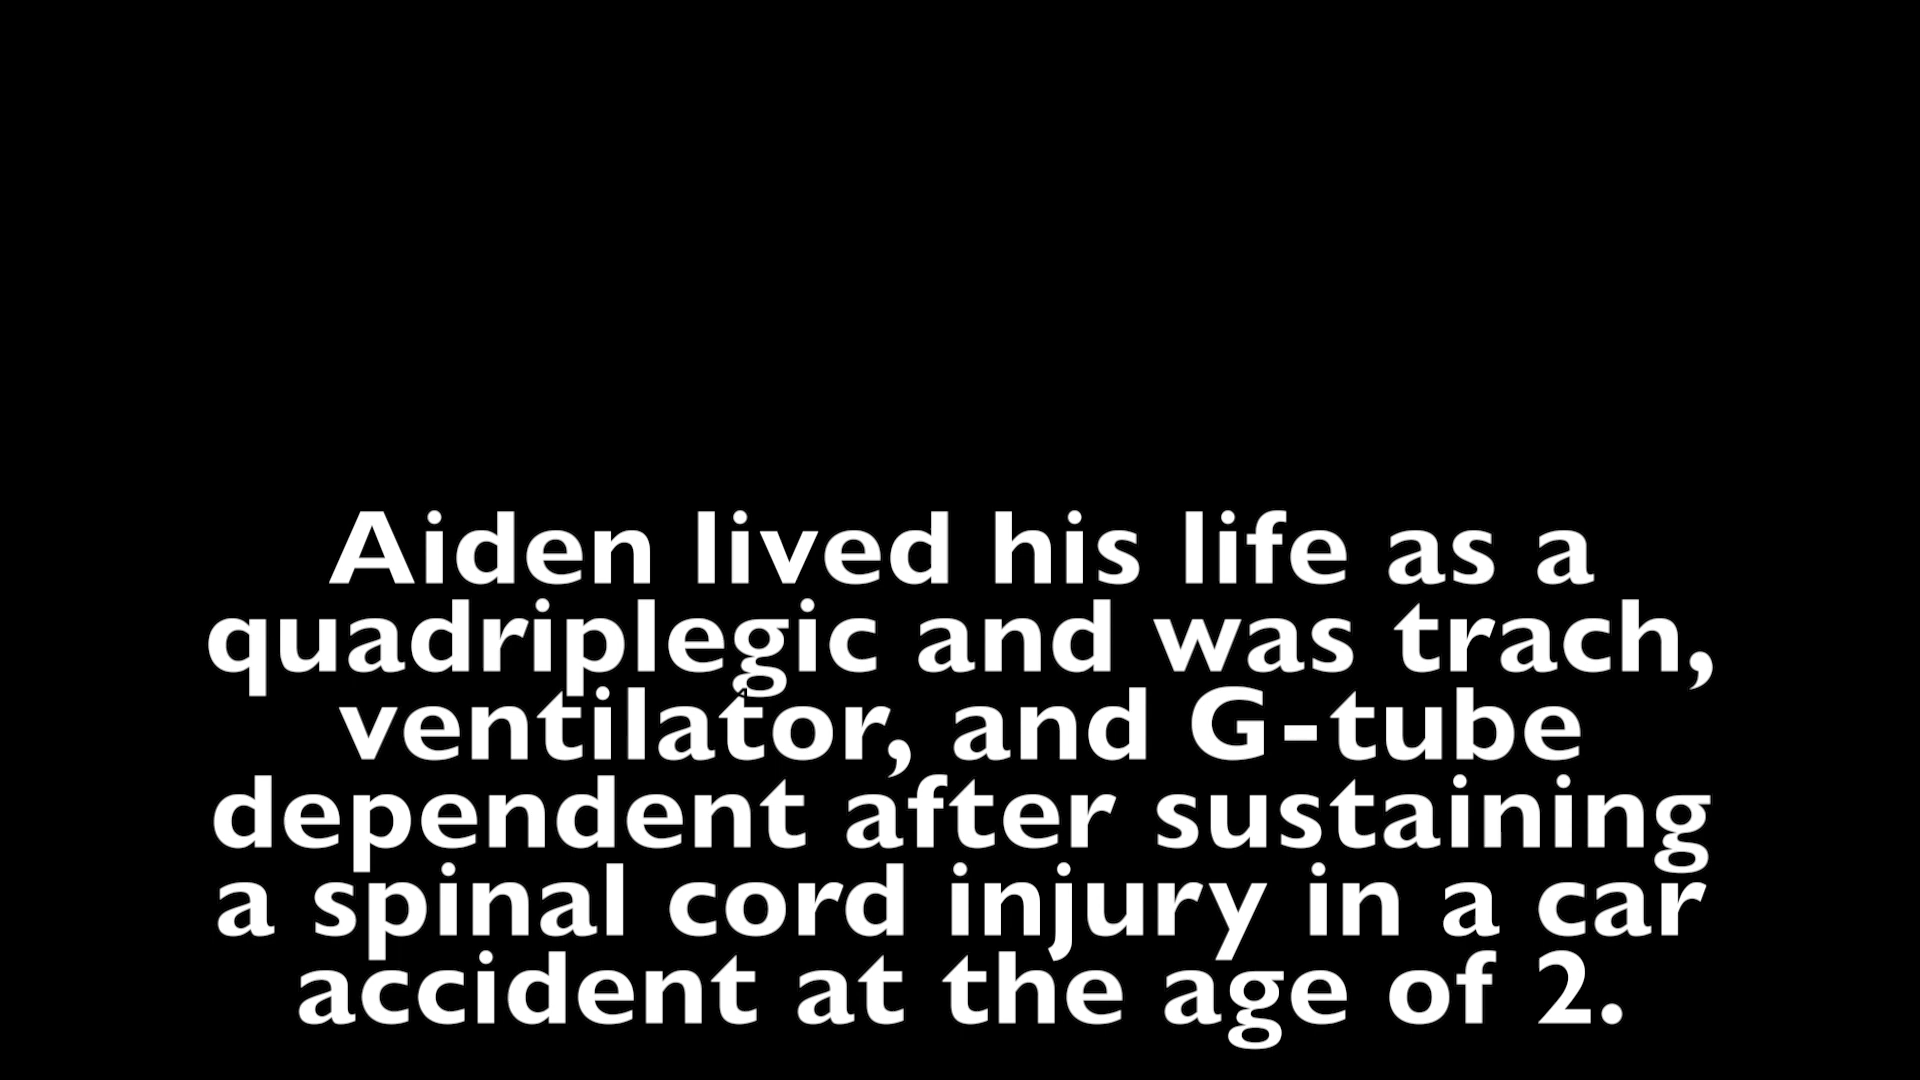 Aiden lived his life as a
quadriplegic and was trach,
ventilator, and G-tube
dependent after sustaining
a spinal cord injury in a car
accident at the age of 2.